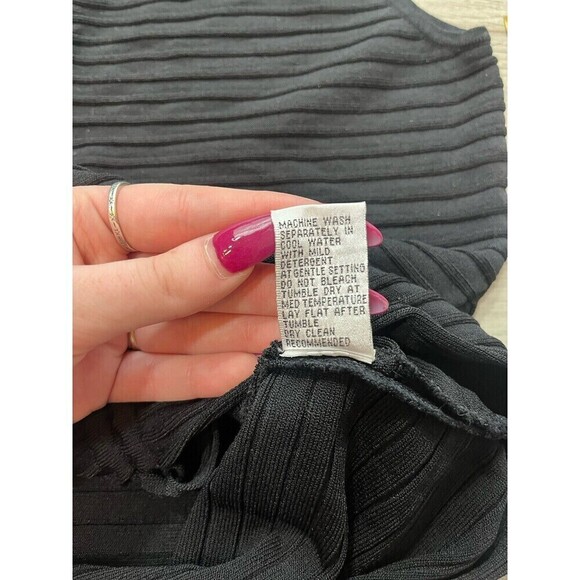 MACHINE WASH
SEPARATELY IN
COOL WATER
WITH MILD
DETERGENT
AT GENTLE SETTING
DO NOT BLEACH
TUMBLE DRY AT
MED TEMPERATURE
LAY FLAT AFTER
TUMBLE
DRY CLEAN
RECOMMENDED